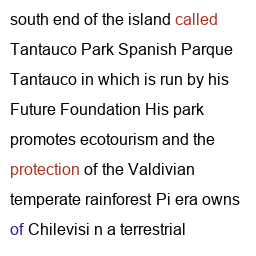 south end of the island called
Tantauco Park Spanish Parque
Tantauco in which is run by his
Future Foundation His park
promotes ecotourism and the
protection of the Valdivian
temperate rainforest Pi era owns
of Chilevisi n a terrestrial